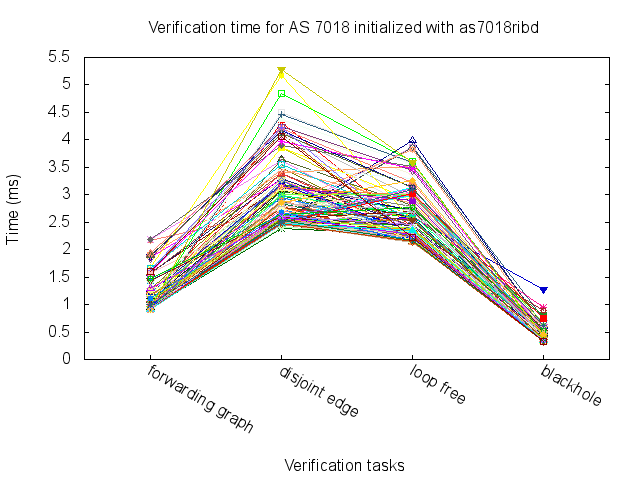 Verification time for AS 7018 initialized with as7018ribd
5.5
5
4.5
4
3.5
3
2.5
2
1.5
1
0.5
0
Time (ms)
forwarding graph
disjoint edge
loop free
blackhole
Verification tasks